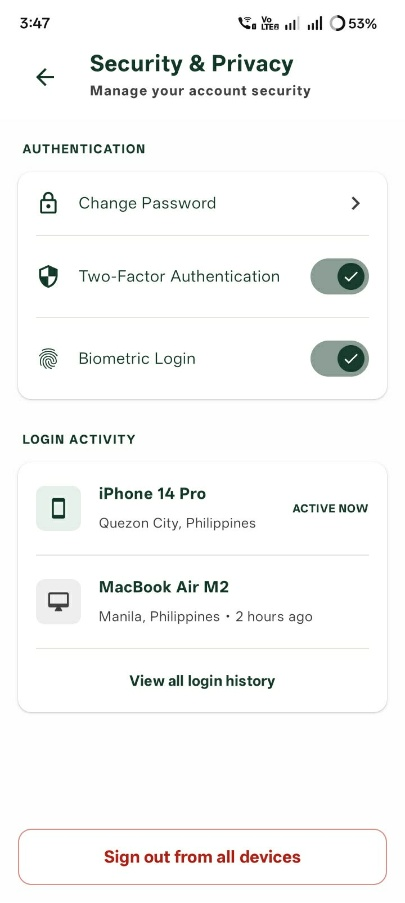 3:47
Vo
LTE2
53%
Security & Privacy
Manage your account security
AUTHENTICATION
Change Password
Two-Factor Authentication
Biometric Login
LOGIN ACTIVITY
iPhone 14 Pro
Quezon City, Philippines
ACTIVE NOW
MacBook Air M2
Manila, Philippines • 2 hours ago
View all login history
Sign out from all devices